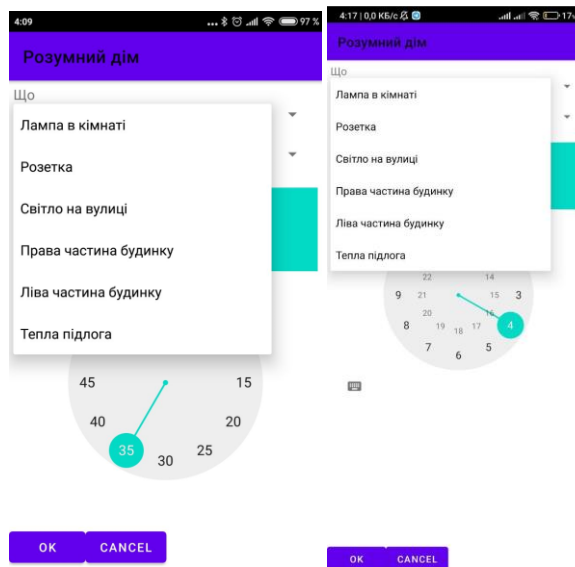 4:09
... 97 %
Розумний дім
Що
Лампа в кімнаті
Розетка
Світло на вулиці
Права частина будинку
Ліва частина будинку
Тепла підлога
45
15
40
20
35
25
30
OK
CANCEL
4:17 | 0,0 КБ/с
17
Розумний дім
Що
Лампа в кімнаті
Розетка
Світло на вулиці
Права частина будинку
Ліва частина будинку
Тепла підлога
22
14
9
21
15
3
20
16
4
8
19
18
17
7
6
5
OK
CANCEL